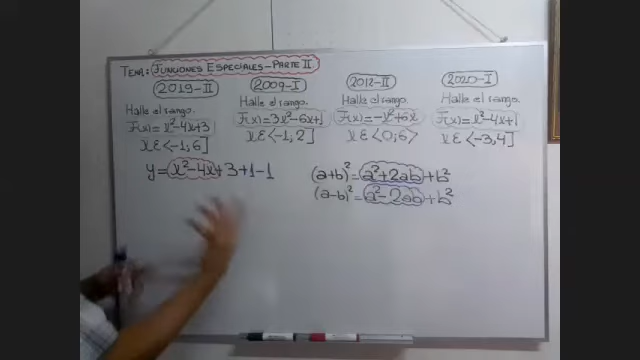 TEMA: FUNCIONES ESPECIALES-PARTE II
2019-II
Halle el rango.
F(x)=x²-4x+3
x ε <-1,6]
2009-I
Halle el rango.
F(x)=3x²-6x+1
x ε <-1,2]
2012-II
Halle el rango.
F(x)=-x²+6x
x ε <0;6>
2020-I
Halle el rango.
F(x)=x²-4x+1
x ε <-3,4]
y=x²-4x+3+1-1
(a+b)²=a²+2ab+b²
(a-b)²=a²-2ab+b²